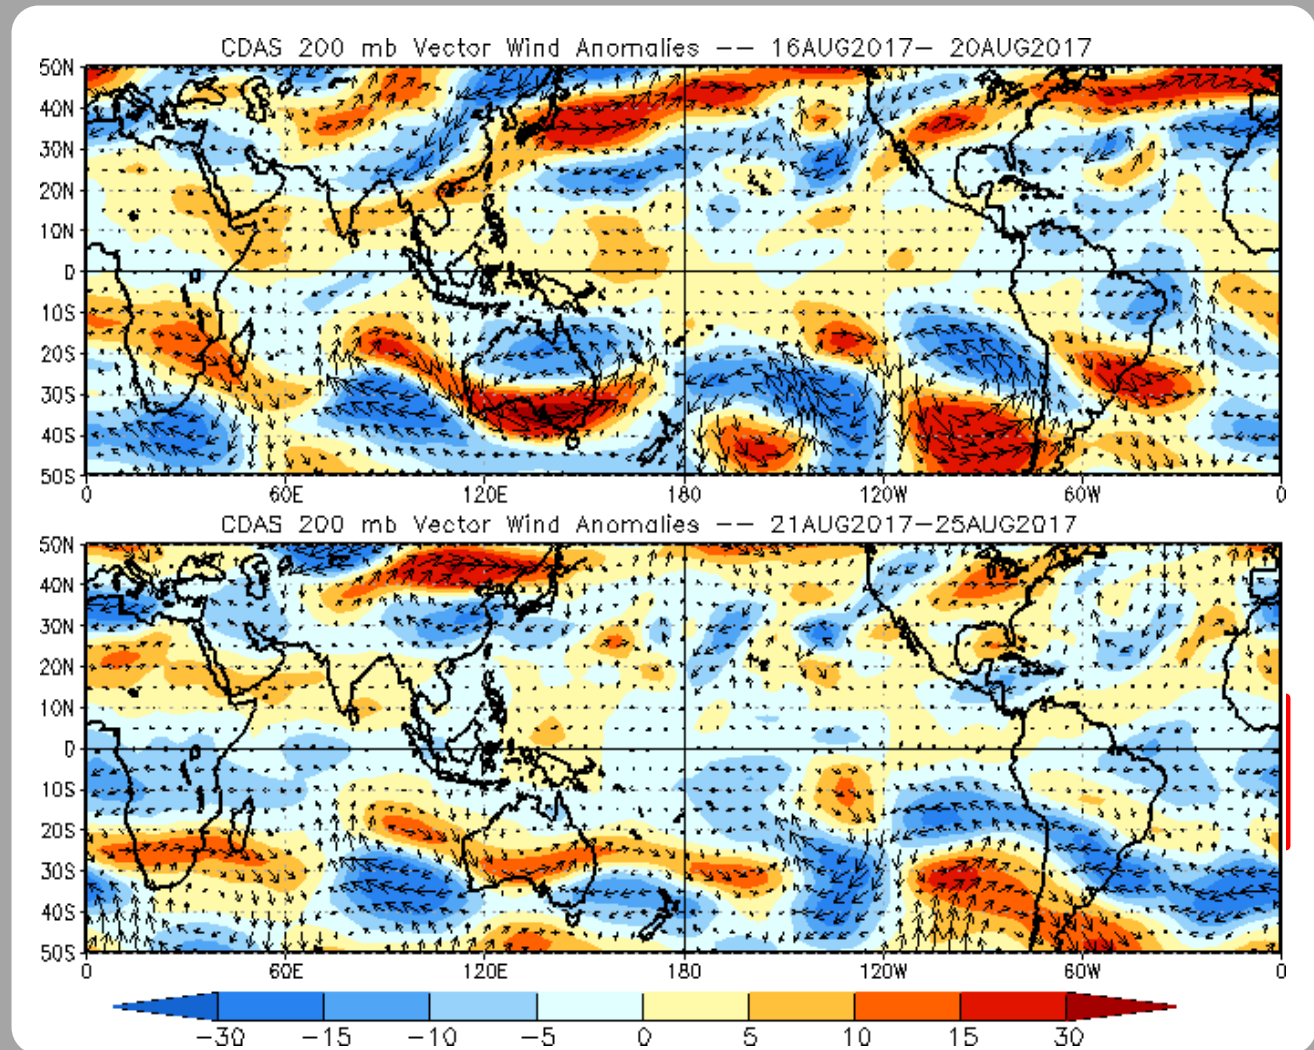 CDAS 200 mb Vector Wind Anomalies -- 16AUG2017- 20AUG2017
50N
40N
30N
20N
10N
0
10S
20S
30S
40S
50S
0 60E 120E 180 120W 60W 0
CDAS 200 mb Vector Wind Anomalies -- 21AUG2017-25AUG2017
50N
40N
30N
20N
10N
0
10S
20S
30S
40S
50S
0 60E 120E 180 120W 60W 0
-30 -15 -10 -5 0 5 10 15 30